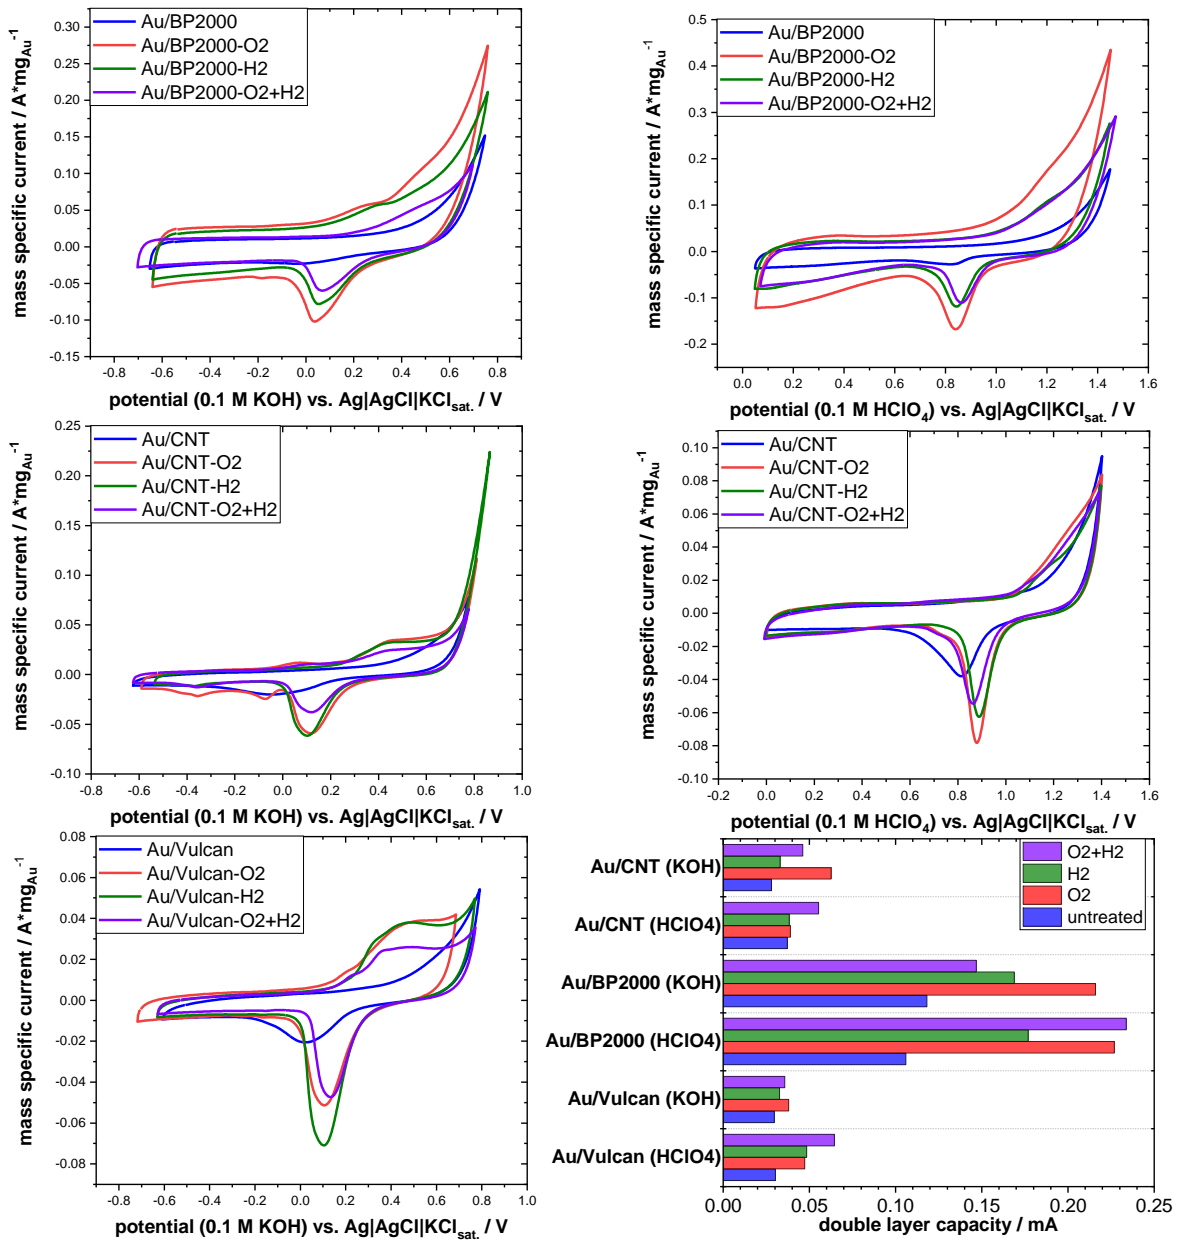 Au/BP2000
Au/BP2000-O2
Au/BP2000-H2
Au/BP2000-O2+H2
0.30
0.25
0.20
0.15
0.10
0.05
0.00
-0.05
-0.10
-0.15
mass specific current / A*mg_Au^-1
-0.8 -0.6 -0.4 -0.2 0.0 0.2 0.4 0.6 0.8
potential (0.1 M KOH) vs. Ag|AgCl|KCl_sat. / V
Au/BP2000
Au/BP2000-O2
Au/BP2000-H2
Au/BP2000-O2+H2
0.5
0.4
0.3
0.2
0.1
0.0
-0.1
-0.2
mass specific current / A*mg_Au^-1
0.0 0.2 0.4 0.6 0.8 1.0 1.2 1.4 1.6
potential (0.1 M HClO₄) vs. Ag|AgCl|KCl_sat. / V
Au/CNT
Au/CNT-O2
Au/CNT-H2
Au/CNT-O2+H2
0.25
0.20
0.15
0.10
0.05
0.00
-0.05
-0.10
mass specific current / A*mg_Au^-1
-0.8 -0.6 -0.4 -0.2 0.0 0.2 0.4 0.6 0.8 1.0
potential (0.1 M KOH) vs. Ag|AgCl|KCl_sat. / V
Au/CNT
Au/CNT-O2
Au/CNT-H2
Au/CNT-O2+H2
0.10
0.08
0.06
0.04
0.02
0.00
-0.02
-0.04
-0.06
-0.08
-0.10
mass specific current / A*mg_Au^-1
-0.2 0.0 0.2 0.4 0.6 0.8 1.0 1.2 1.4 1.6
potential (0.1 M HClO₄) vs. Ag|AgCl|KCl_sat. / V
Au/Vulcan
Au/Vulcan-O2
Au/Vulcan-H2
Au/Vulcan-O2+H2
0.08
0.06
0.04
0.02
0.00
-0.02
-0.04
-0.06
-0.08
mass specific current / A*mg_Au^-1
-0.8 -0.6 -0.4 -0.2 0.0 0.2 0.4 0.6 0.8 1.0
potential (0.1 M KOH) vs. Ag|AgCl|KCl_sat. / V
O2+H2
H2
O2
untreated
Au/CNT (KOH)
Au/CNT (HClO4)
Au/BP2000 (KOH)
Au/BP2000 (HClO4)
Au/Vulcan (KOH)
Au/Vulcan (HClO4)
0.00 0.05 0.10 0.15 0.20 0.25
double layer capacity / mA